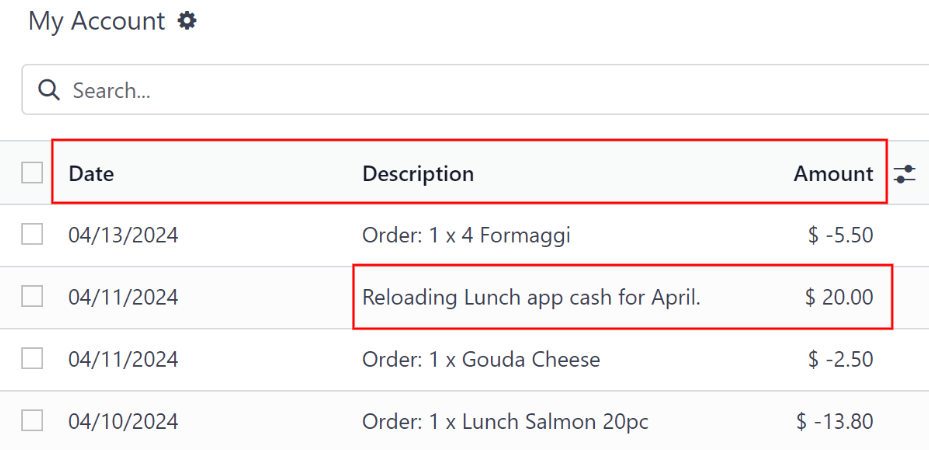 My Account
Search...
Date Description Amount
04/13/2024 Order: 1 x 4 Formaggi $ -5.50
04/11/2024 Reloading Lunch app cash for April. $ 20.00
04/11/2024 Order: 1 x Gouda Cheese $ -2.50
04/10/2024 Order: 1 x Lunch Salmon 20pc $ -13.80